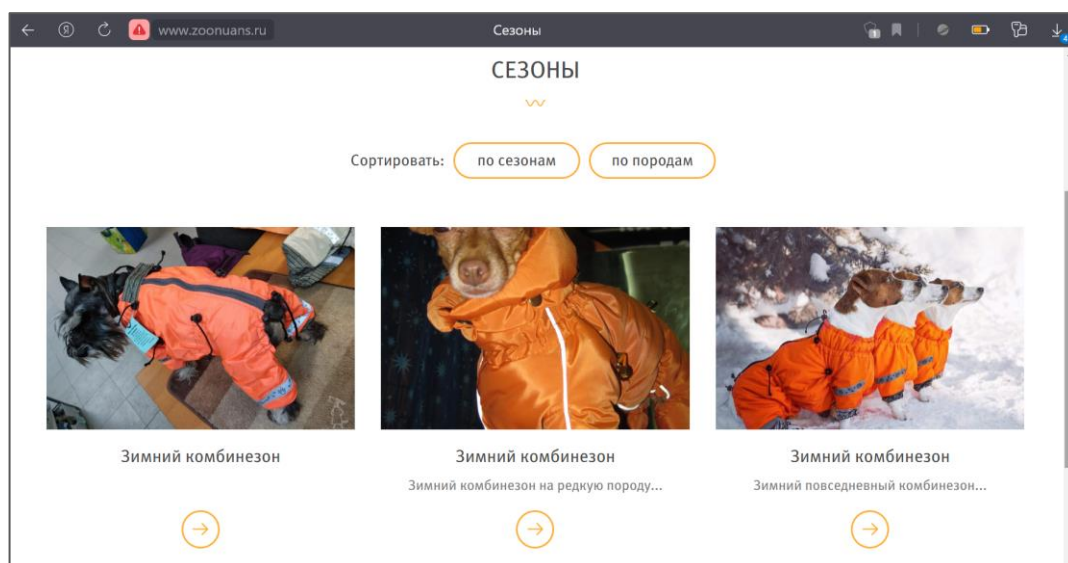 www.zoonuans.ru
Сезоны
СЕЗОНЫ
Сортировать: по сезонам по породам
Зимний комбинезон Зимний комбинезон Зимний комбинезон
Зимний комбинезон на редкую породу... Зимний повседневный комбинезон...